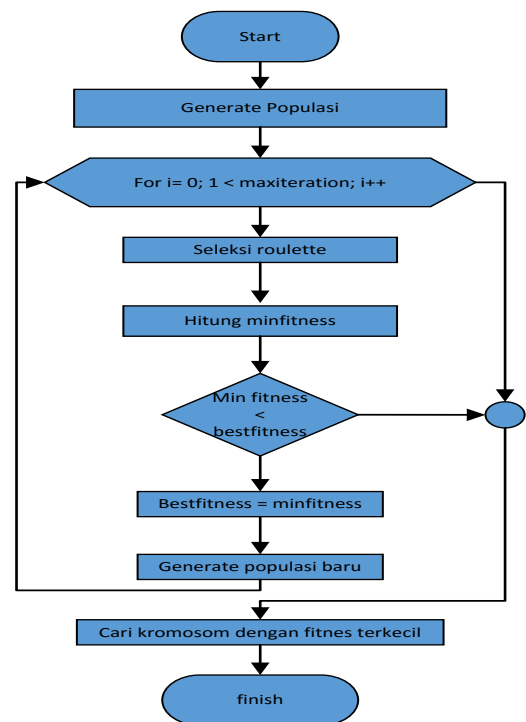 Start
Generate Populasi
For i= 0; 1 < maxiteration; i++
Seleksi roulette
Hitung minfitness
Min fitness
<
bestfitness
Bestfitness = minfitness
Generate populasi baru
Cari kromosom dengan fitnes terkecil
finish